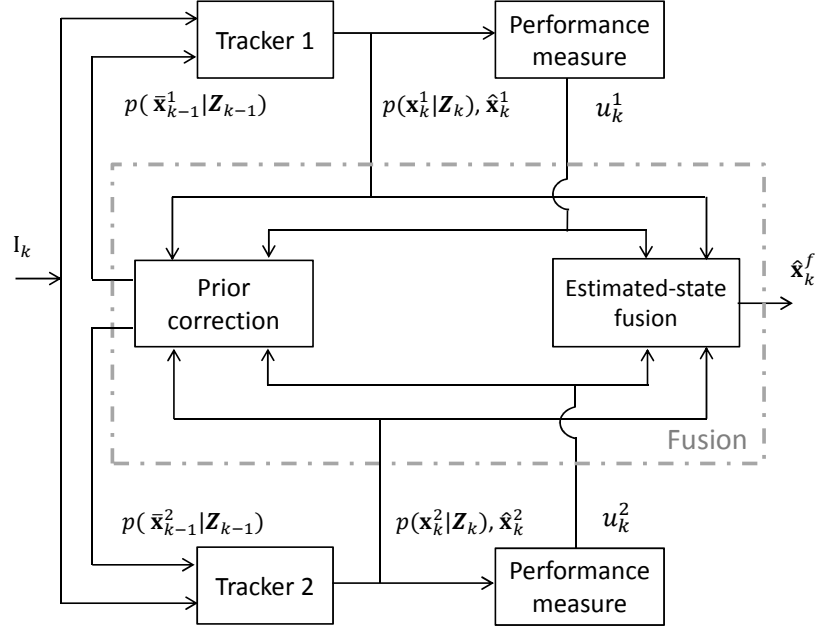 Tracker 1
Performance
measure
p( x̄¹ₖ₋₁|Zₖ₋₁)
p(x¹ₖ|Zₖ), x̂¹ₖ
u¹ₖ
Iₖ
Prior
correction
Estimated-state
fusion
x̂ᶠₖ
Fusion
p( x̄²ₖ₋₁|Zₖ₋₁)
p(x²ₖ|Zₖ), x̂²ₖ
u²ₖ
Tracker 2
Performance
measure